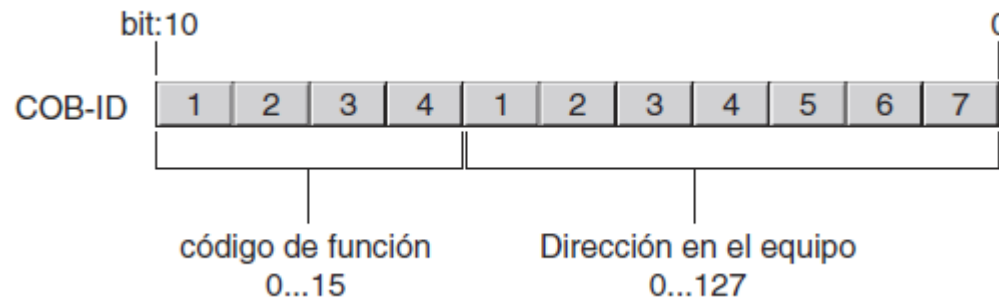 bit:10 0
COB-ID 1 2 3 4 1 2 3 4 5 6 7
código de función Dirección en el equipo
0...15 0...127